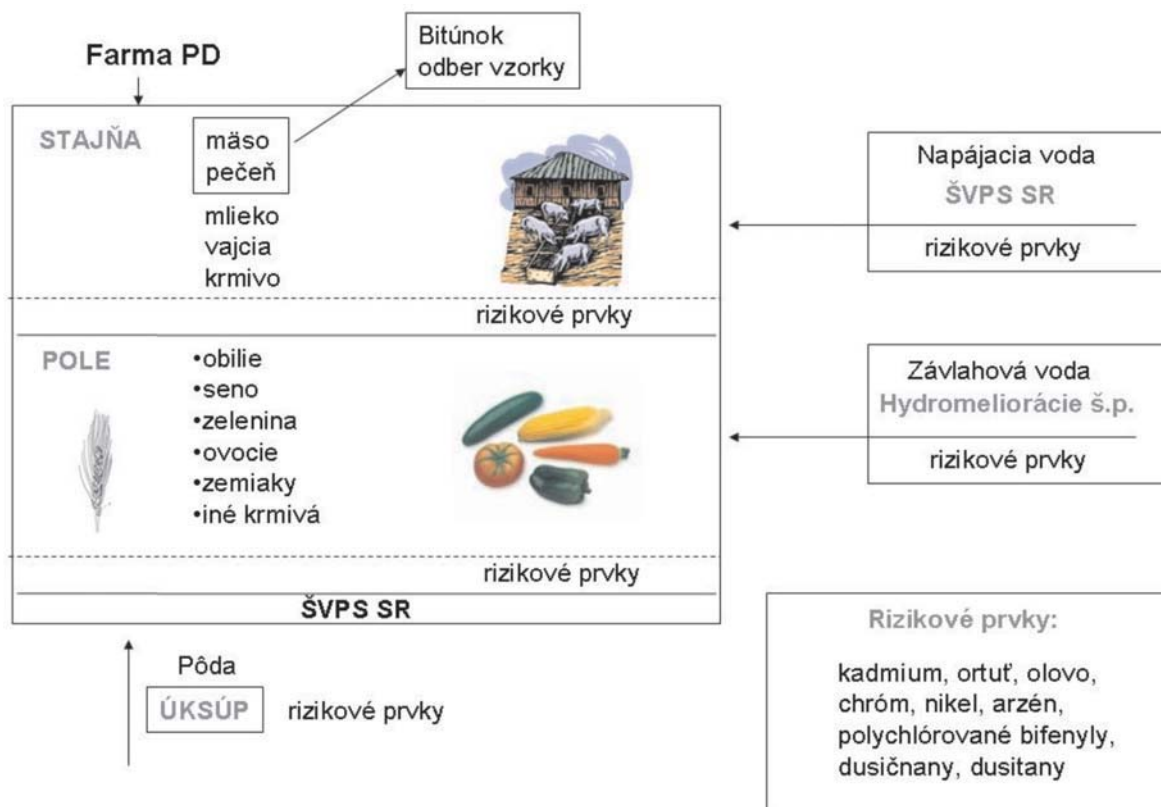 Farma PD
Bitúnok
odber vzorky
STAJŇA
mäso
pečeň
mlieko
vajcia
krmivo
rizikové prvky
Napájacia voda
ŠVPS SR
rizikové prvky
POLE
•obilie
•seno
•zelenina
•ovocie
•zemiaky
•iné krmivá
rizikové prvky
Závlahová voda
Hydromeliorácie š.p.
rizikové prvky
ŠVPS SR
Pôda
ÚKSÚP
rizikové prvky
Rizikové prvky:
kadmium, ortuť, olovo,
chróm, nikel, arzén,
polychlórované bifenyly,
dusičnany, dusitany